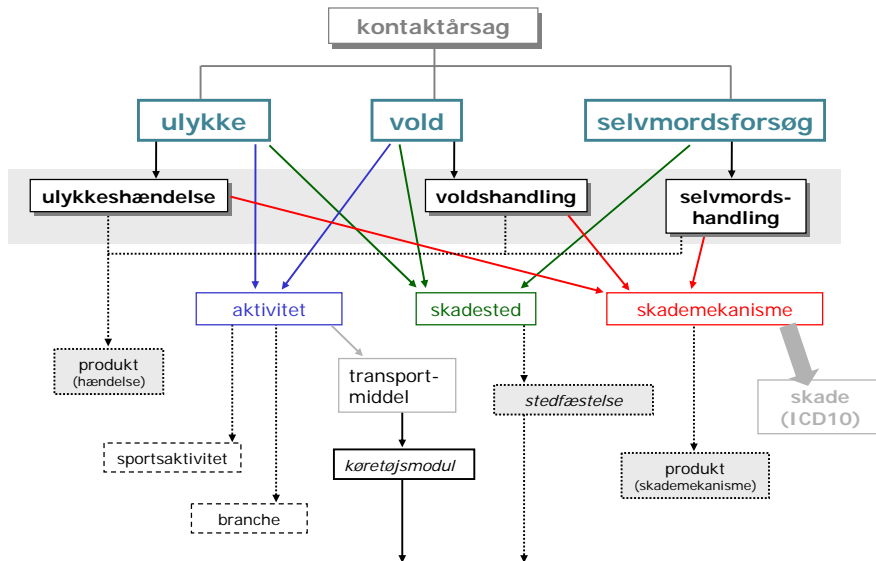 kontaktårsag
ulykke
vold
selvmordsforsøg
ulykkeshændelse
voldshandling
selvmords-
handling
aktivitet
skadested
skademekanisme
produkt
(hændelse)
transport-
middel
stedfæstelse
skade
(ICD10)
sportsaktivitet
køretøjsmodul
produkt
(skademekanisme)
branche